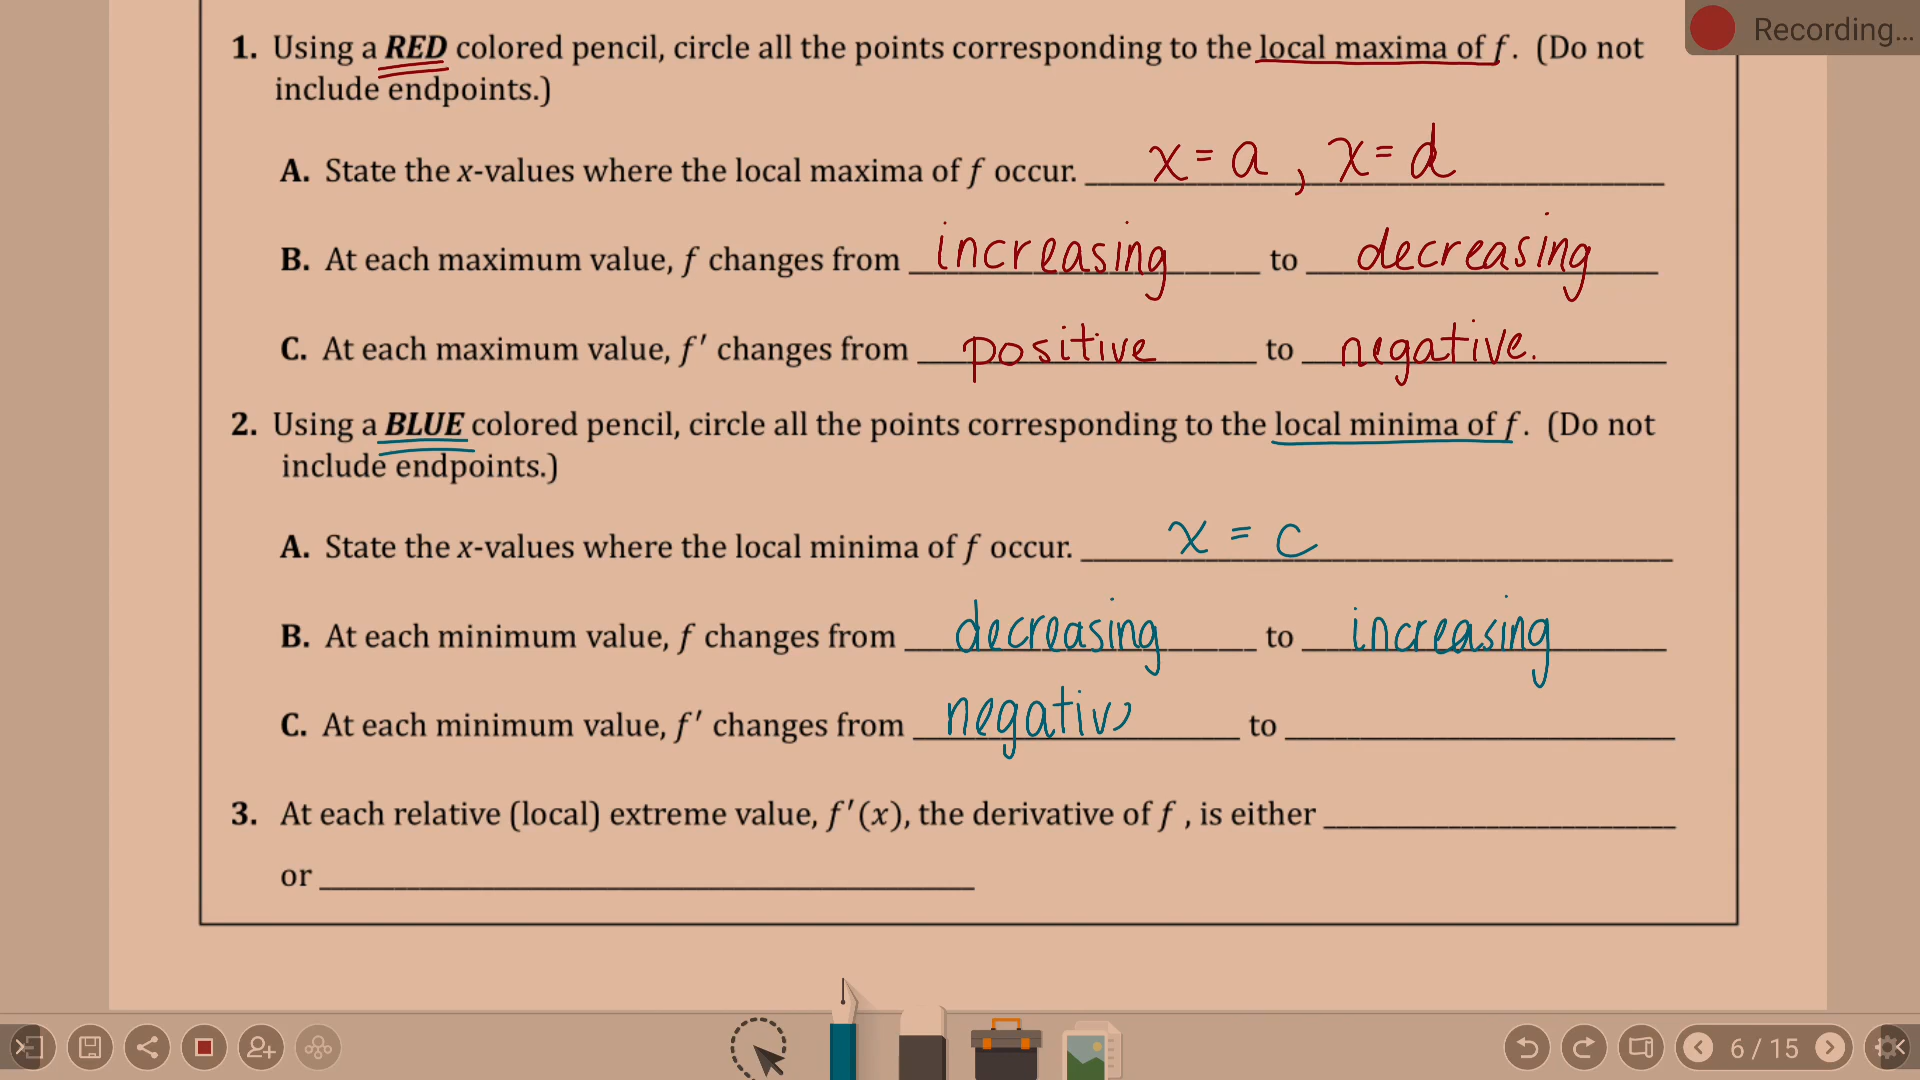 Recording...
1. Using a RED colored pencil, circle all the points corresponding to the local maxima of f. (Do not
include endpoints.)
A. State the x-values where the local maxima of f occur. x = a , x = d
B. At each maximum value, f changes from increasing to decreasing
C. At each maximum value, f' changes from positive to negative.
2. Using a BLUE colored pencil, circle all the points corresponding to the local minima of f. (Do not
include endpoints.)
A. State the x-values where the local minima of f occur. x = c
B. At each minimum value, f changes from decreasing to increasing
C. At each minimum value, f' changes from negativ to
3. At each relative (local) extreme value, f'(x), the derivative of f , is either
or
6 / 15